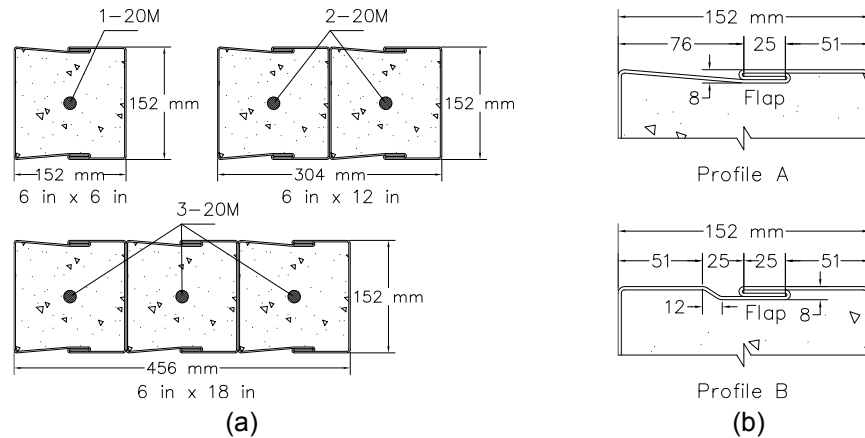 1-20M
152 mm
152 mm
6 in x 6 in
2-20M
152 mm
304 mm
6 in x 12 in
3-20M
152 mm
456 mm
6 in x 18 in
(a)
152 mm
76 25 51
8 Flap
Profile A
152 mm
51 25 25 51
12 Flap 8
Profile B
(b)